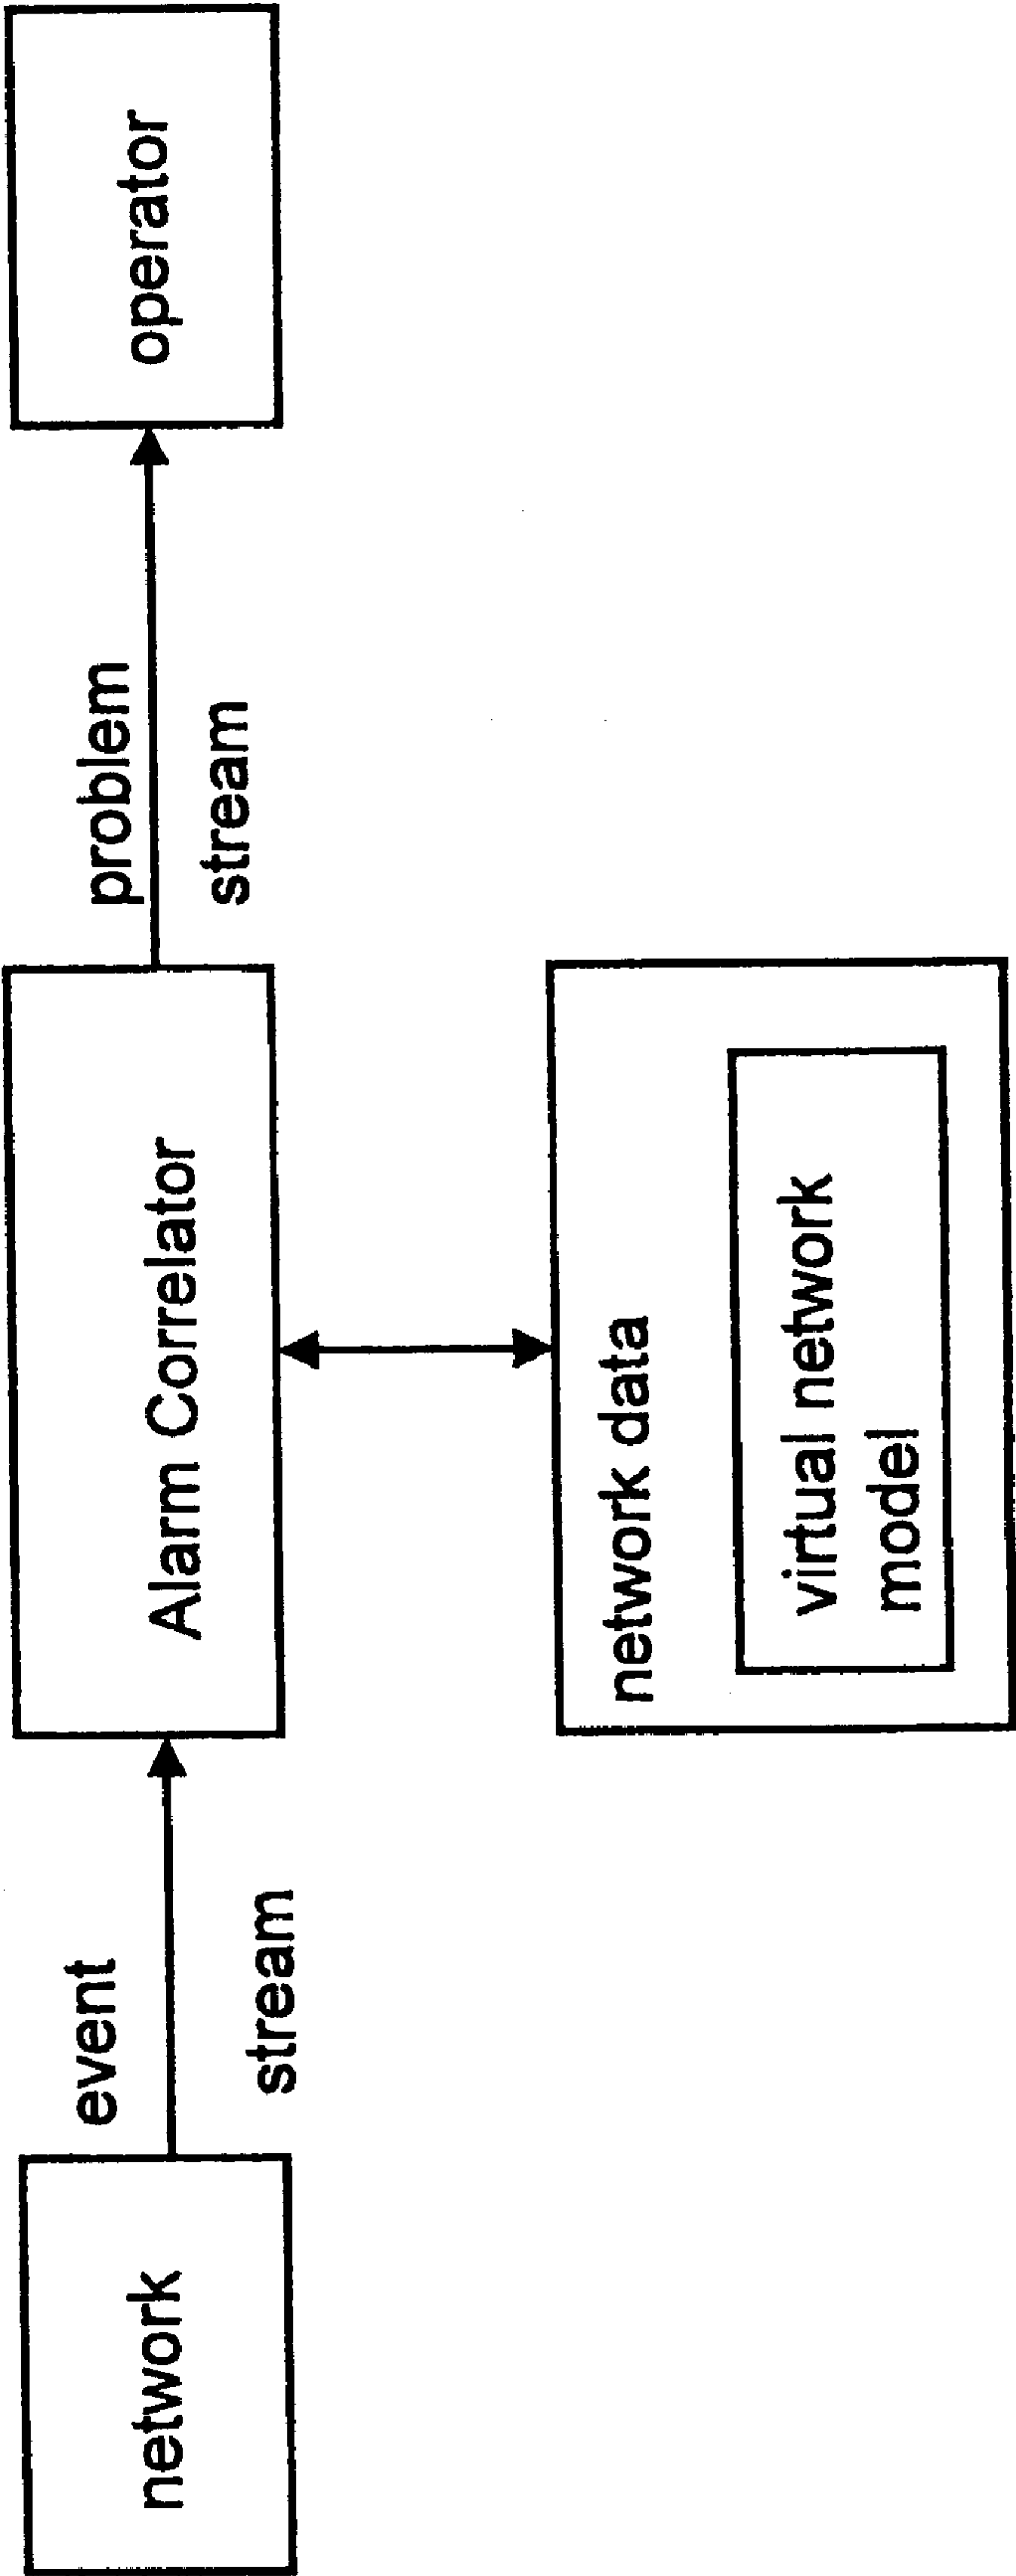 network
event
stream
Alarm Correlator
problem
stream
operator
network data
virtual network
model